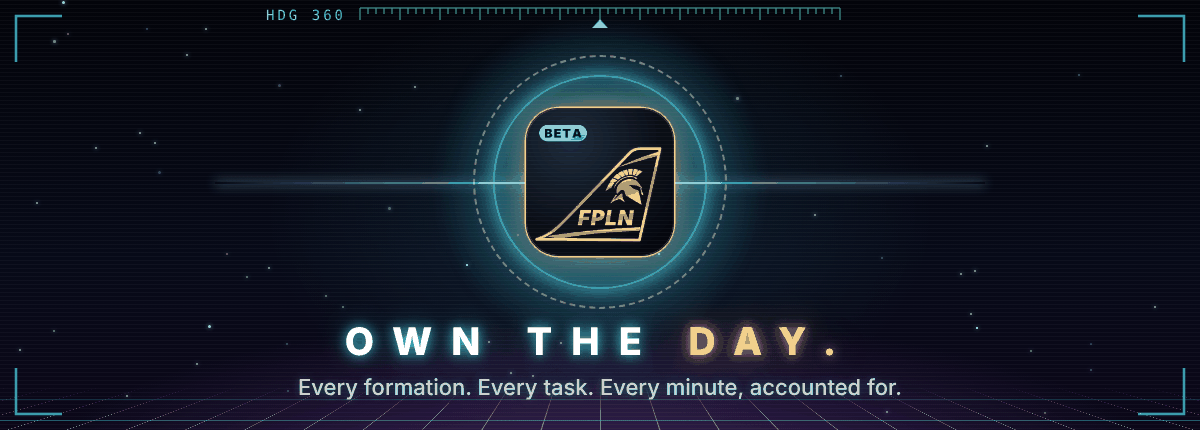 HDG 360
BETA
FPLN
OWN THE DAY.
Every formation. Every task. Every minute, accounted for.